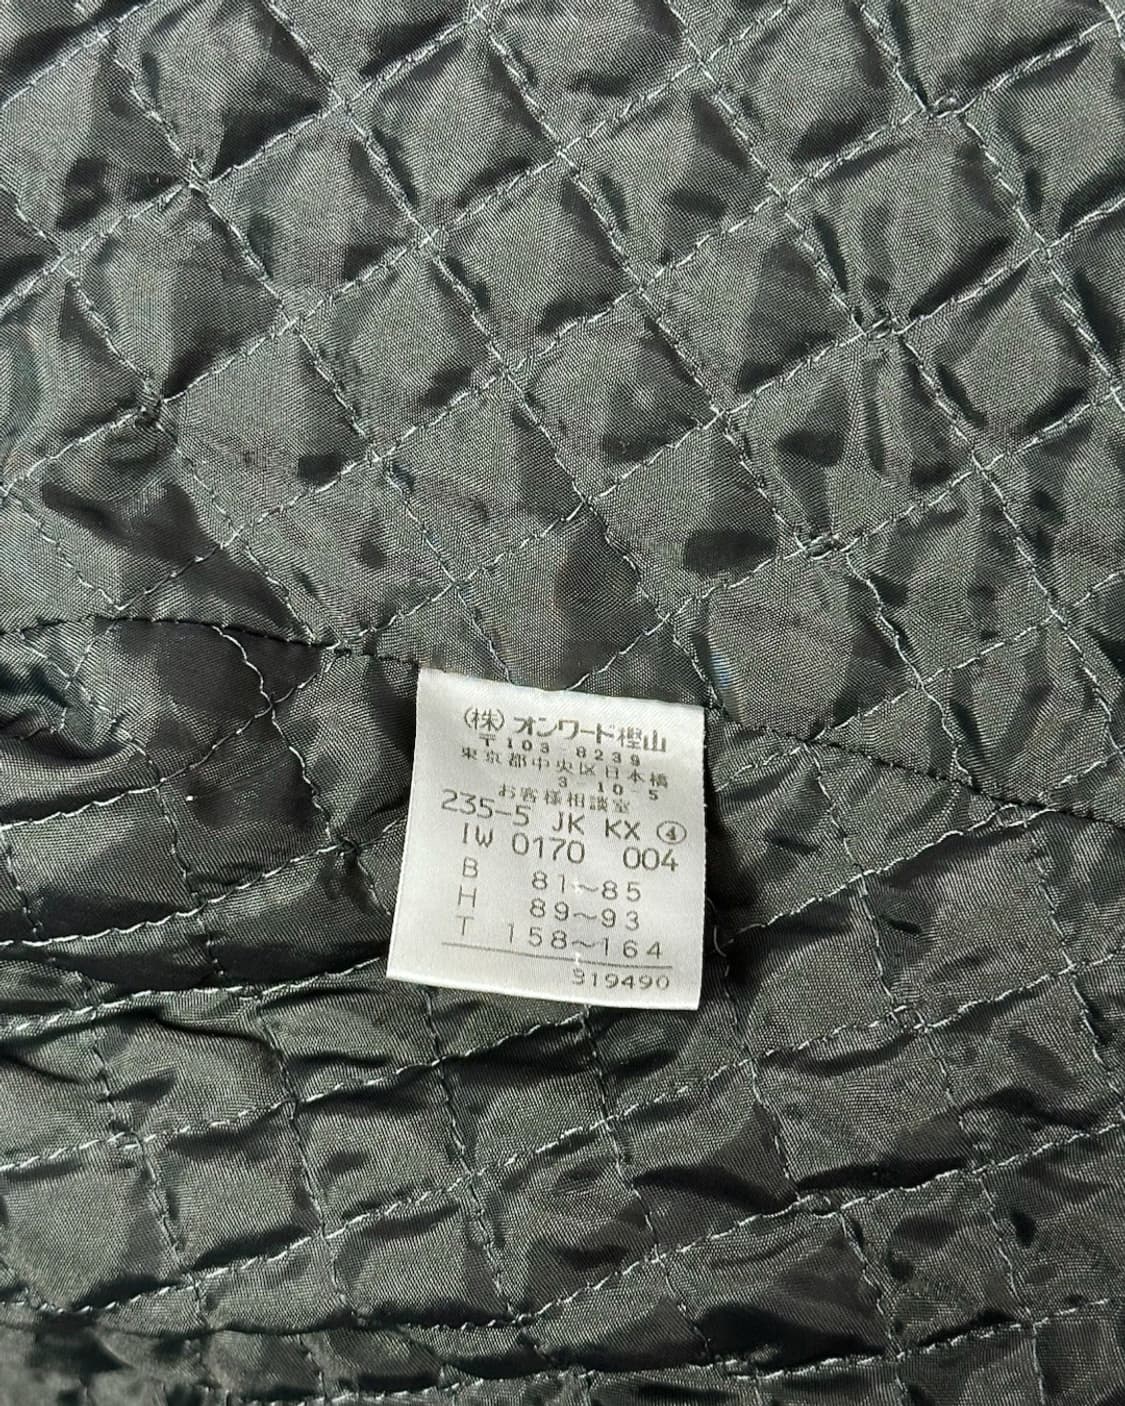 (株)オンワード樫山
〒103-8239
東京都中央区日本橋
3-10-5
お客様相談室
235-5 JK KX ④
IW 0170 004
B 81～85
H 89～93
T 158～164
319490